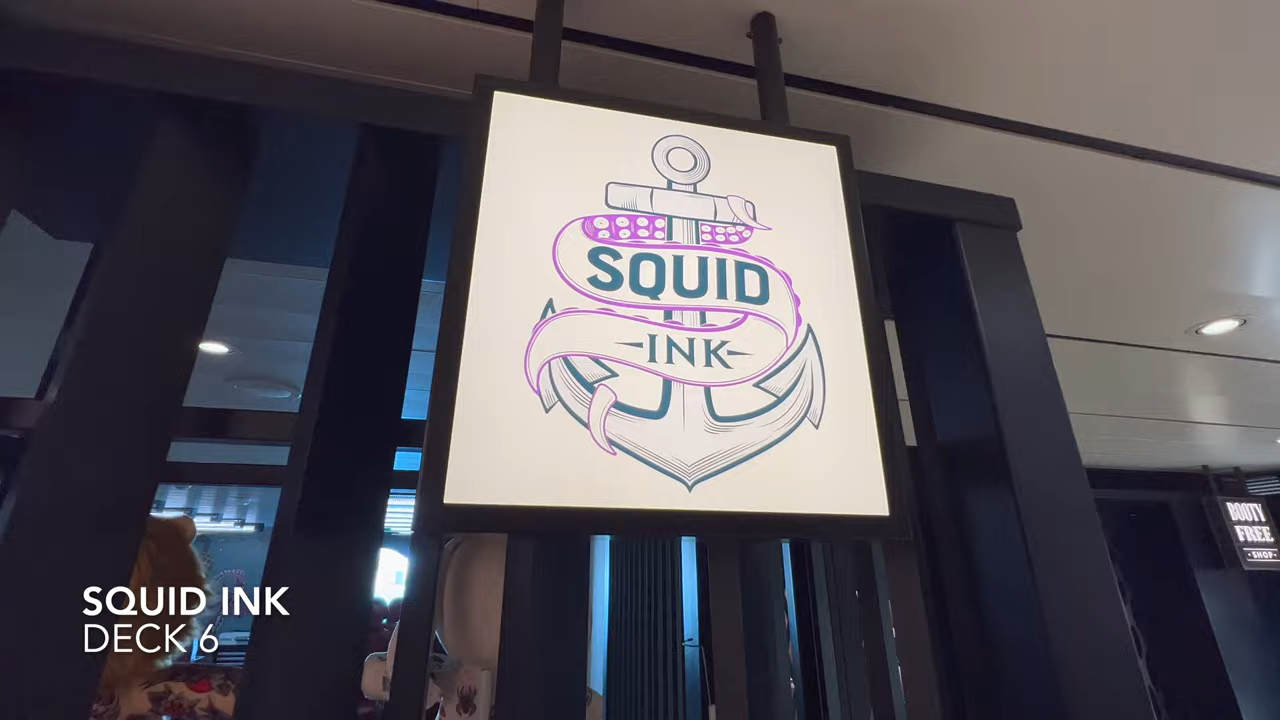 SQUID
-INK-
BOOTY
FREE
· SHOP ·
SQUID INK
DECK 6